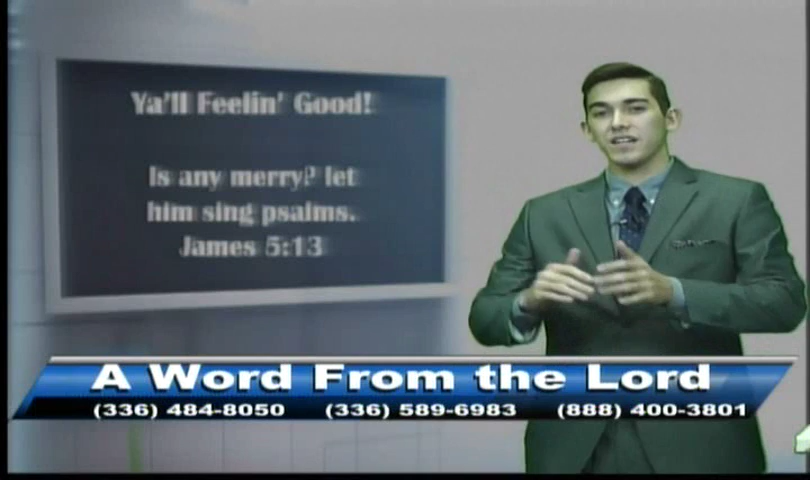 Ya'll Feelin' Good!
Is any merry? let
him sing psalms.
James 5:13
A Word From the Lord
(336) 484-8050 (336) 589-6983 (888) 400-3801